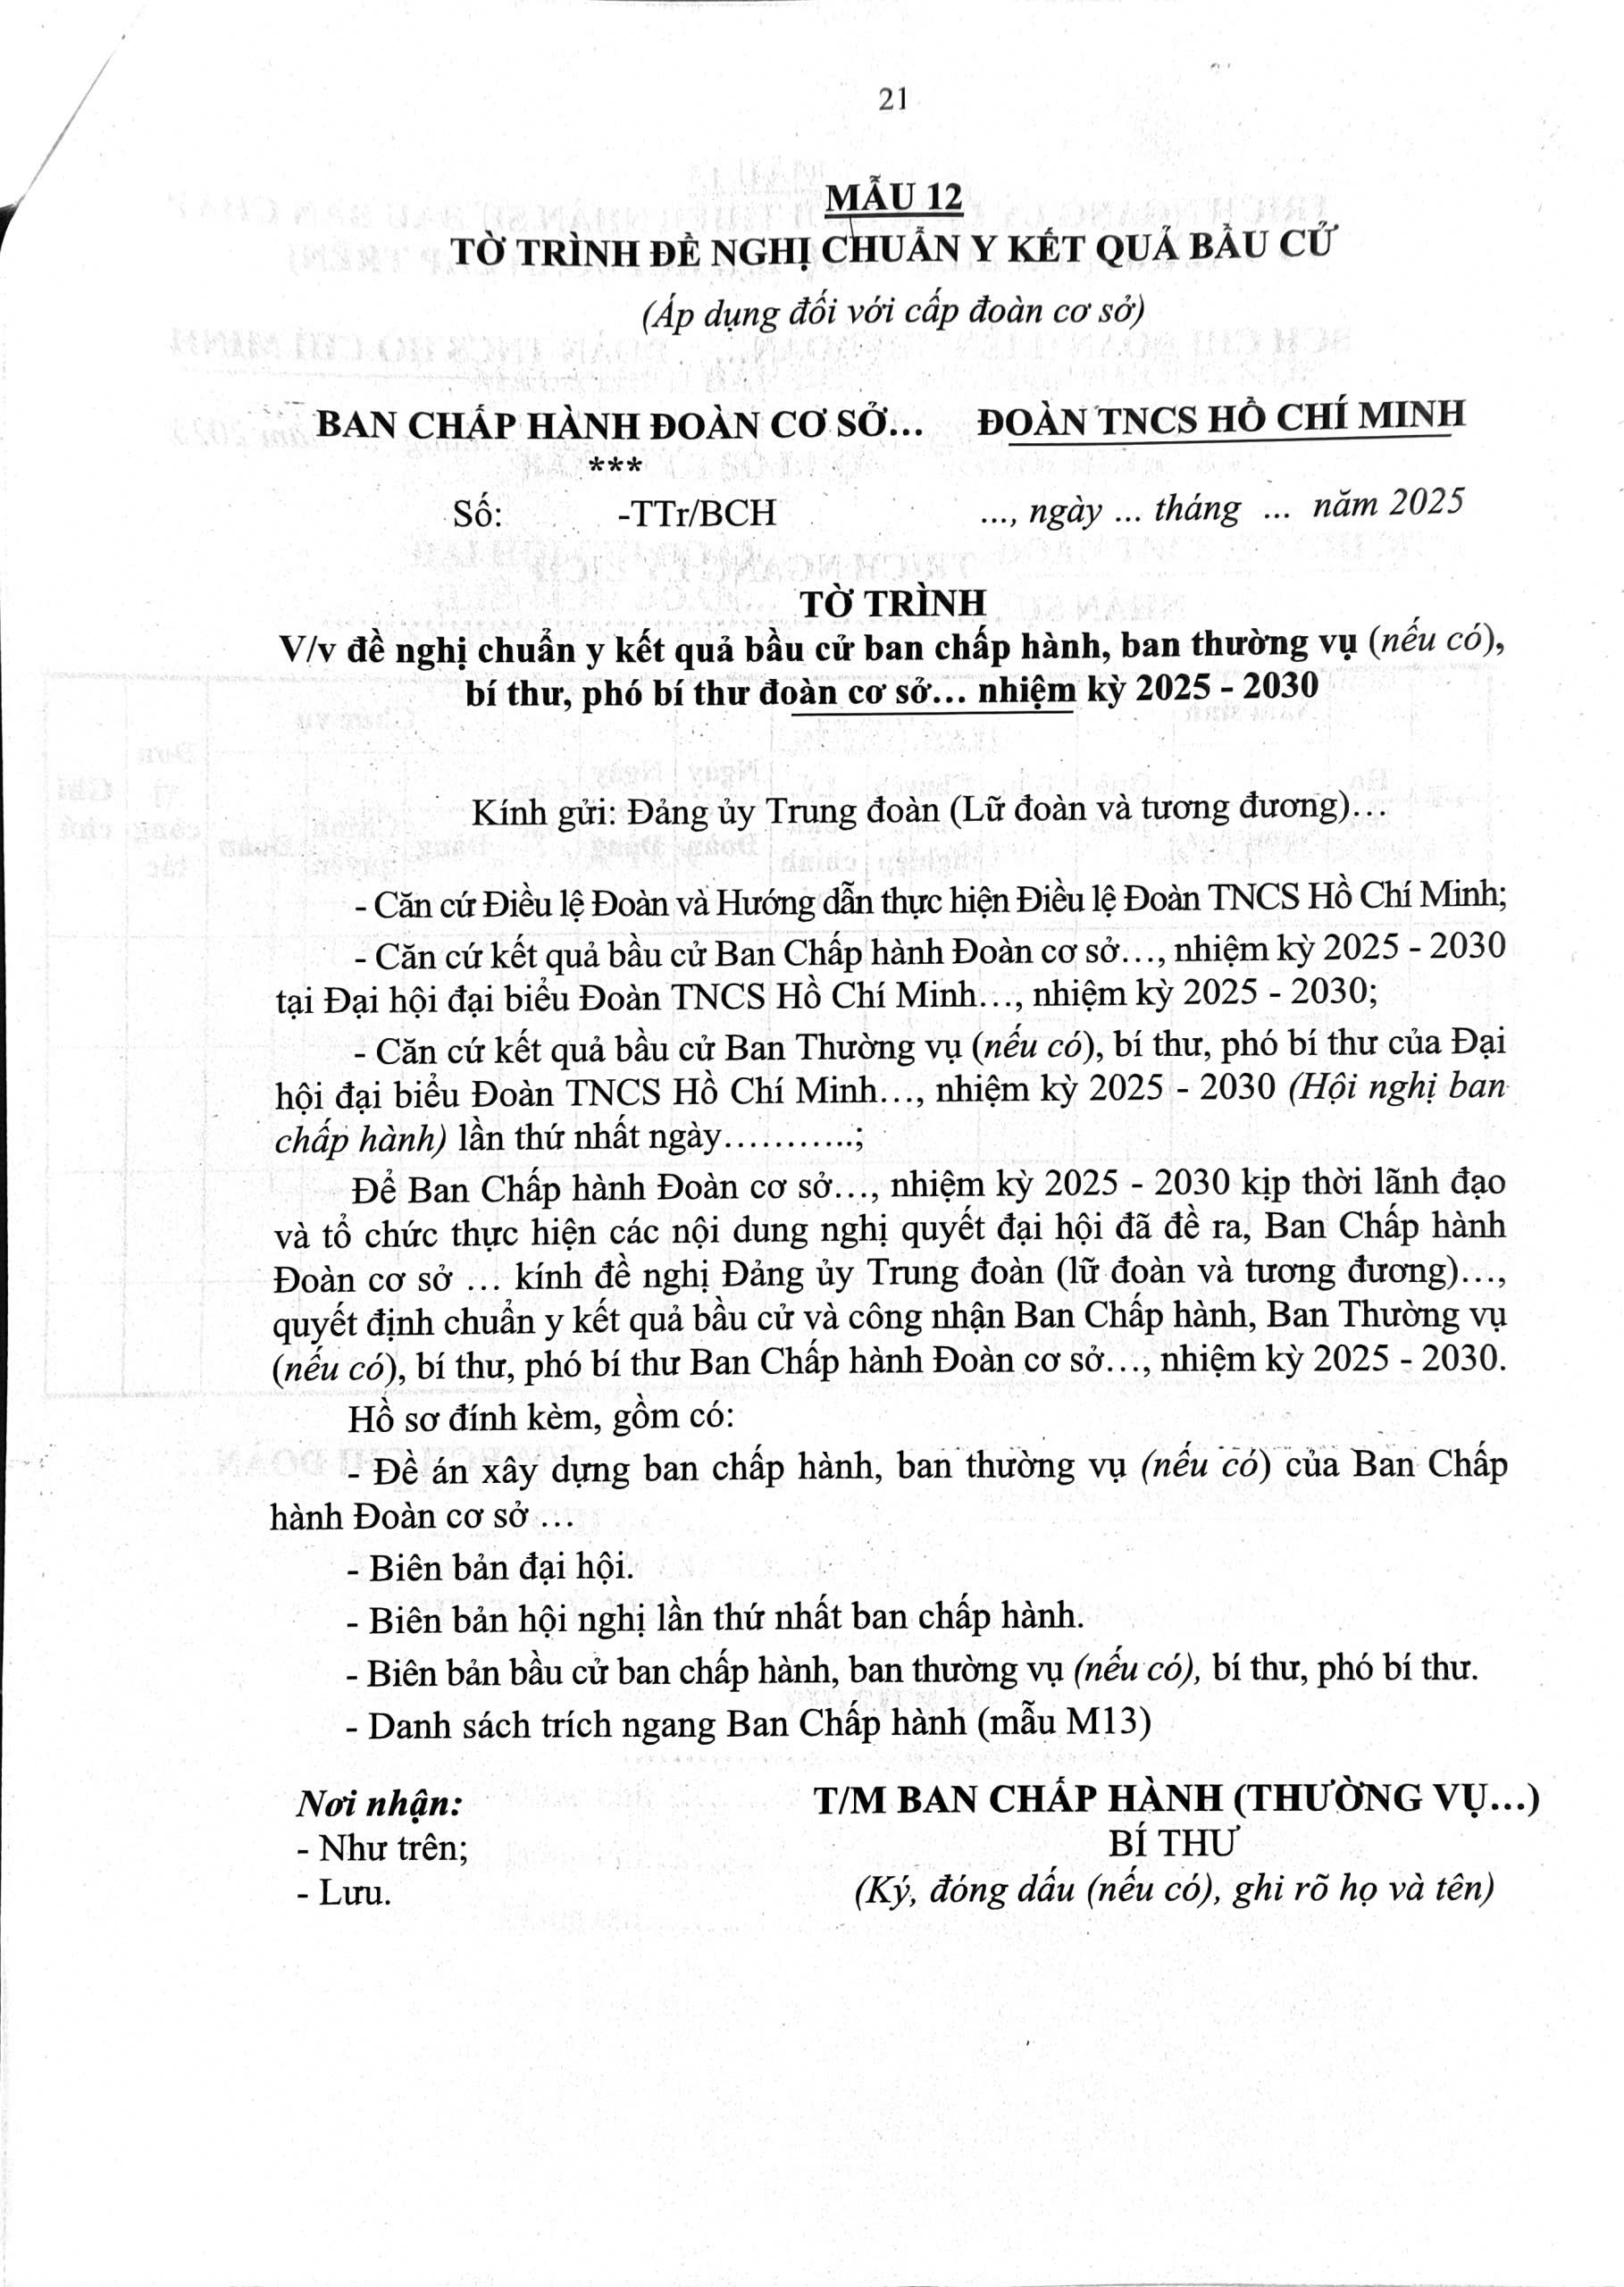 21
MẪU 12
TỜ TRÌNH ĐỀ NGHỊ CHUẨN Y KẾT QUẢ BẦU CỬ
(Áp dụng đối với cấp đoàn cơ sở)
BAN CHẤP HÀNH ĐOÀN CƠ SỞ... ĐOÀN TNCS HỒ CHÍ MINH
***
Số: -TTr/BCH ..., ngày ... tháng ... năm 2025
TỜ TRÌNH
V/v đề nghị chuẩn y kết quả bầu cử ban chấp hành, ban thường vụ (nếu có),
bí thư, phó bí thư đoàn cơ sở... nhiệm kỳ 2025 - 2030
Kính gửi: Đảng ủy Trung đoàn (Lữ đoàn và tương đương)...
- Căn cứ Điều lệ Đoàn và Hướng dẫn thực hiện Điều lệ Đoàn TNCS Hồ Chí Minh;
- Căn cứ kết quả bầu cử Ban Chấp hành Đoàn cơ sở..., nhiệm kỳ 2025 - 2030
tại Đại hội đại biểu Đoàn TNCS Hồ Chí Minh..., nhiệm kỳ 2025 - 2030;
- Căn cứ kết quả bầu cử Ban Thường vụ (nếu có), bí thư, phó bí thư của Đại
hội đại biểu Đoàn TNCS Hồ Chí Minh..., nhiệm kỳ 2025 - 2030 (Hội nghị ban
chấp hành) lần thứ nhất ngày...........;
Để Ban Chấp hành Đoàn cơ sở..., nhiệm kỳ 2025 - 2030 kịp thời lãnh đạo
và tổ chức thực hiện các nội dung nghị quyết đại hội đã đề ra, Ban Chấp hành
Đoàn cơ sở ... kính đề nghị Đảng ủy Trung đoàn (lữ đoàn và tương đương)...,
quyết định chuẩn y kết quả bầu cử và công nhận Ban Chấp hành, Ban Thường vụ
(nếu có), bí thư, phó bí thư Ban Chấp hành Đoàn cơ sở..., nhiệm kỳ 2025 - 2030.
Hồ sơ đính kèm, gồm có:
- Đề án xây dựng ban chấp hành, ban thường vụ (nếu có) của Ban Chấp
hành Đoàn cơ sở ...
- Biên bản đại hội.
- Biên bản hội nghị lần thứ nhất ban chấp hành.
- Biên bản bầu cử ban chấp hành, ban thường vụ (nếu có), bí thư, phó bí thư.
- Danh sách trích ngang Ban Chấp hành (mẫu M13)
Nơi nhận: T/M BAN CHẤP HÀNH (THƯỜNG VỤ...)
- Như trên; BÍ THƯ
- Lưu. (Ký, đóng dấu (nếu có), ghi rõ họ và tên)